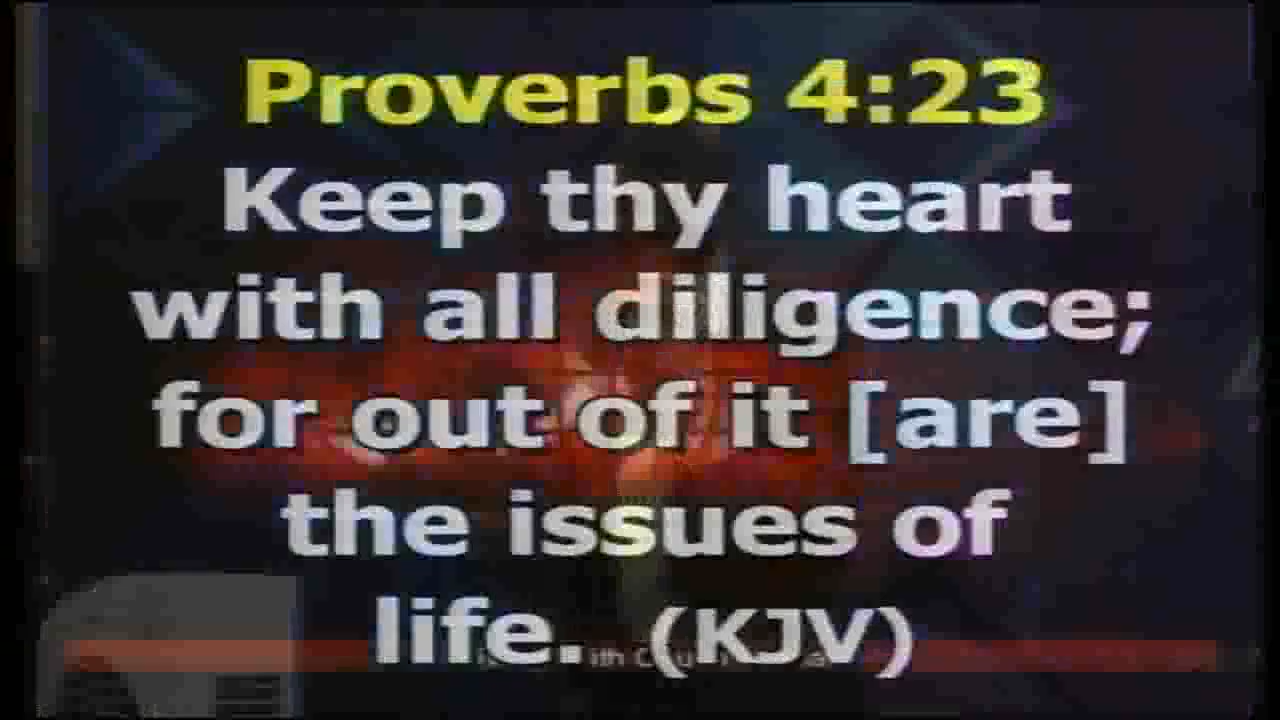 Proverbs 4:23
Keep thy heart
with all diligence;
for out of it [are]
the issues of
life. (KJV)